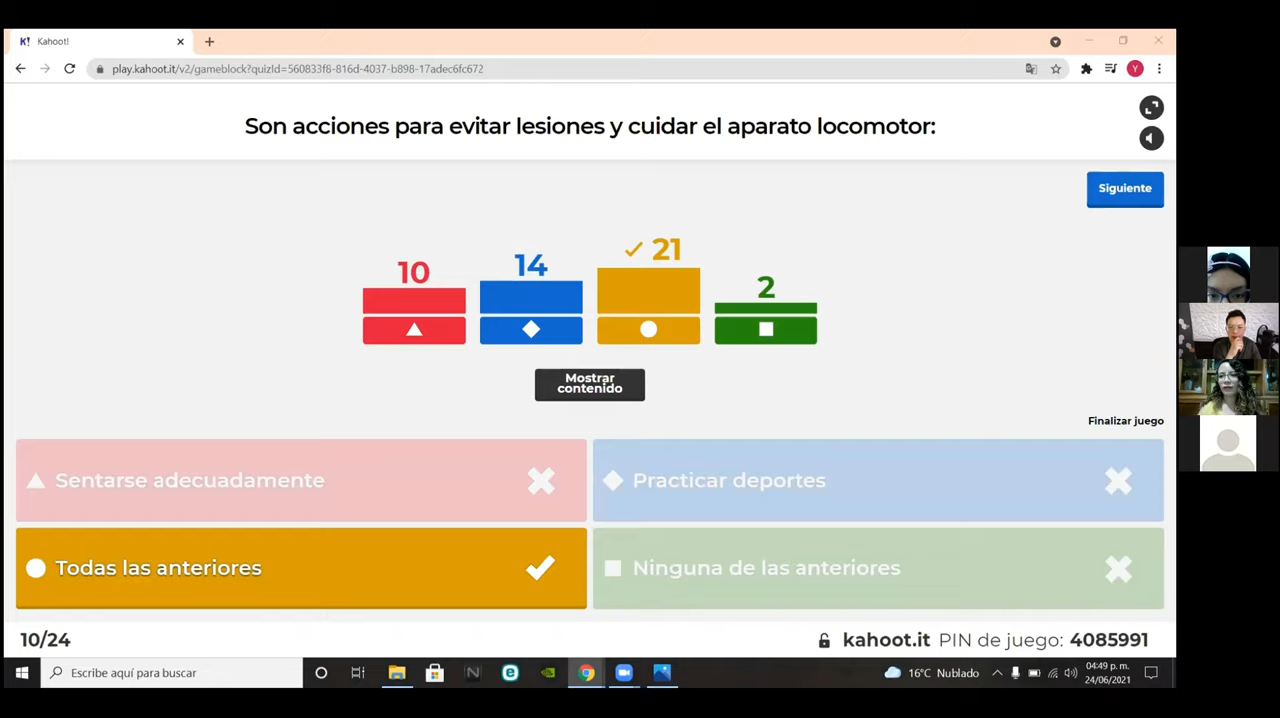 K! Kahoot!
play.kahoot.it/v2/gameblock?quizId=560833f8-816d-4037-b898-17adec6fc672
Y
Son acciones para evitar lesiones y cuidar el aparato locomotor:
Siguiente
10
14
21
2
Mostrar
contenido
Finalizar juego
Sentarse adecuadamente
Practicar deportes
Todas las anteriores
Ninguna de las anteriores
10/24
kahoot.it PIN de juego: 4085991
Escribe aquí para buscar
16°C Nublado
04:49 p. m.
24/06/2021